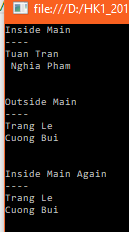 file:///D:/HK1_201
Inside Main
----
Tuan Tran
 Nghia Pham
Outside Main
----
Trang Le
Cuong Bui
Inside Main Again
----
Trang Le
Cuong Bui